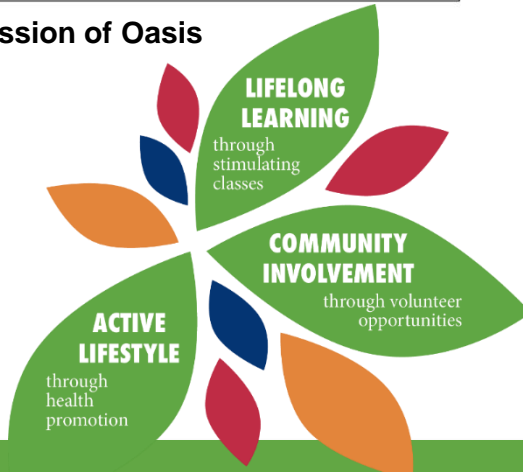 ssion of Oasis
LIFELONG
LEARNING
through
stimulating
classes
COMMUNITY
INVOLVEMENT
through volunteer
opportunities
ACTIVE
LIFESTYLE
through
health
promotion